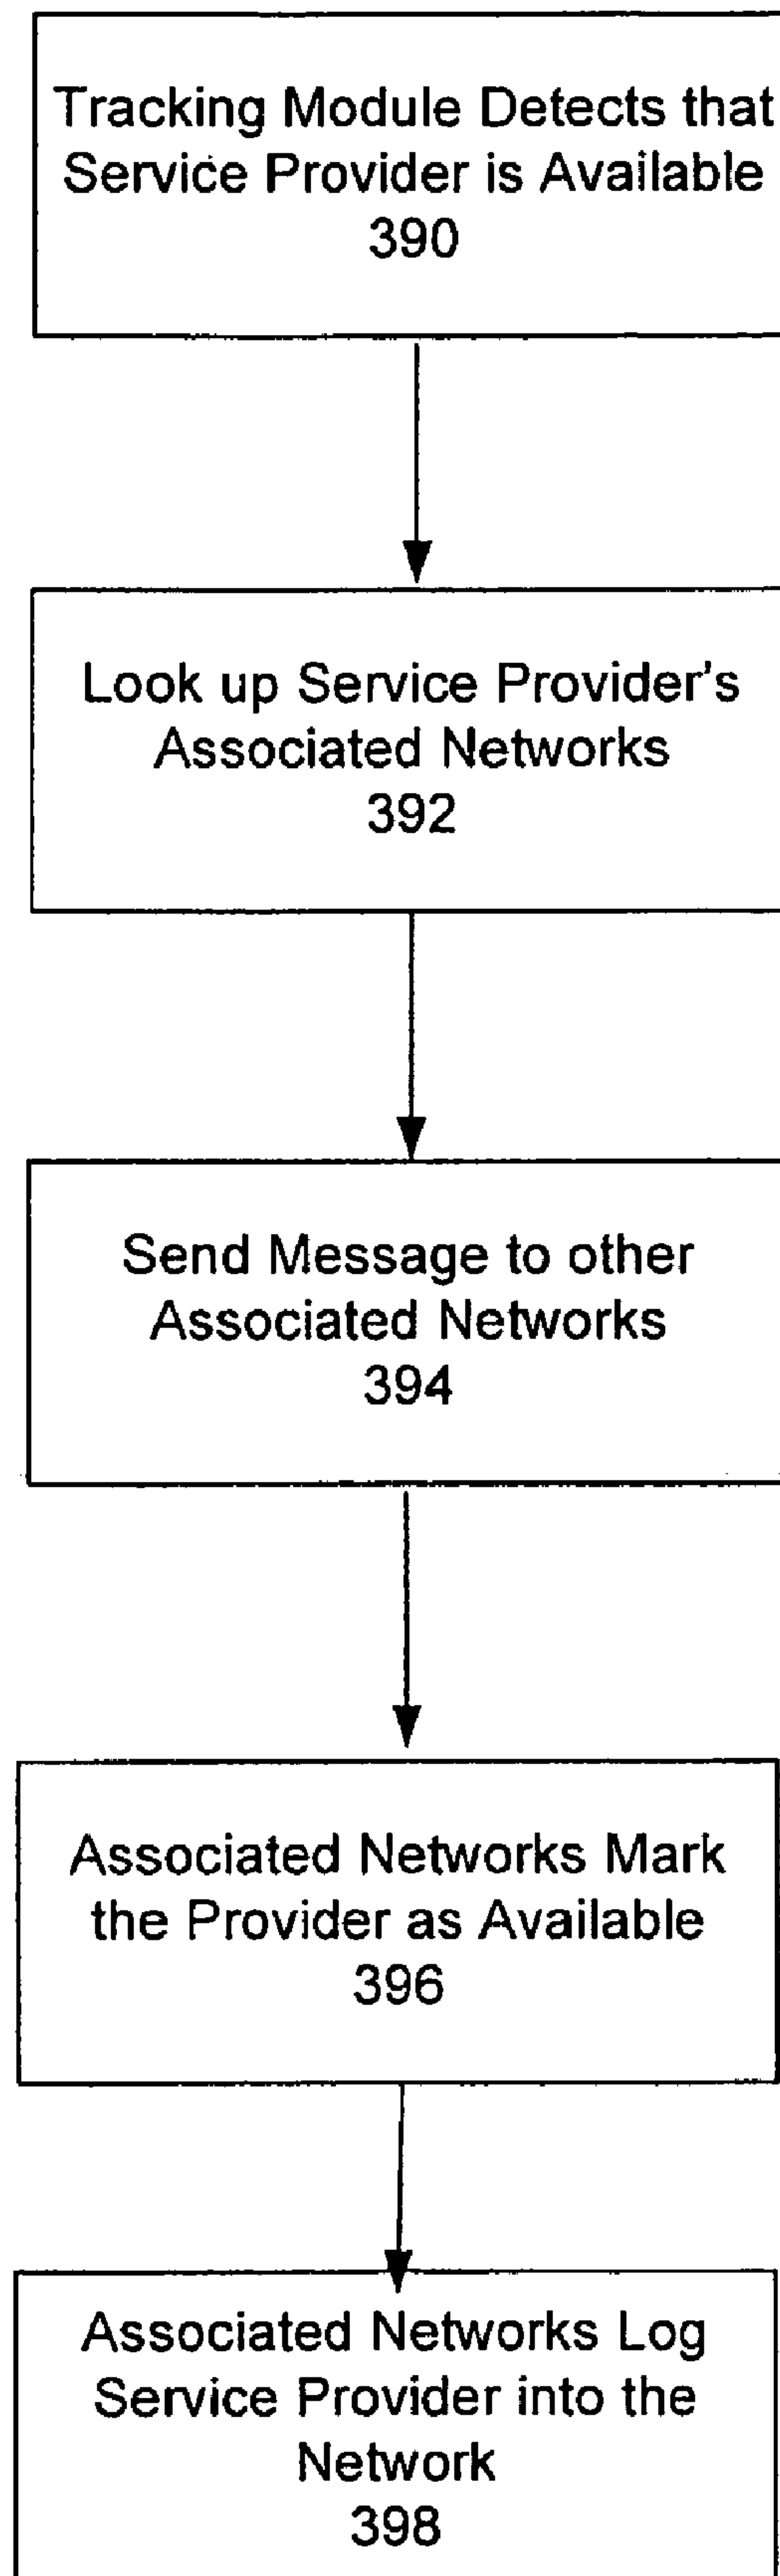 Tracking Module Detects that
Service Provider is Available
390
Look up Service Provider's
Associated Networks
392
Send Message to other
Associated Networks
394
Associated Networks Mark
the Provider as Available
396
Associated Networks Log
Service Provider into the
Network
398